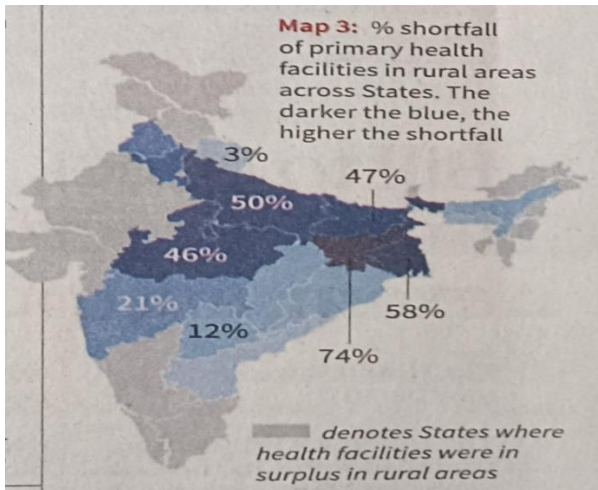 Map 3: % shortfall
of primary health
facilities in rural areas
across States. The
darker the blue, the
higher the shortfall
3%
47%
50%
46%
21%
12%
58%
74%
denotes States where
health facilities were in
surplus in rural areas